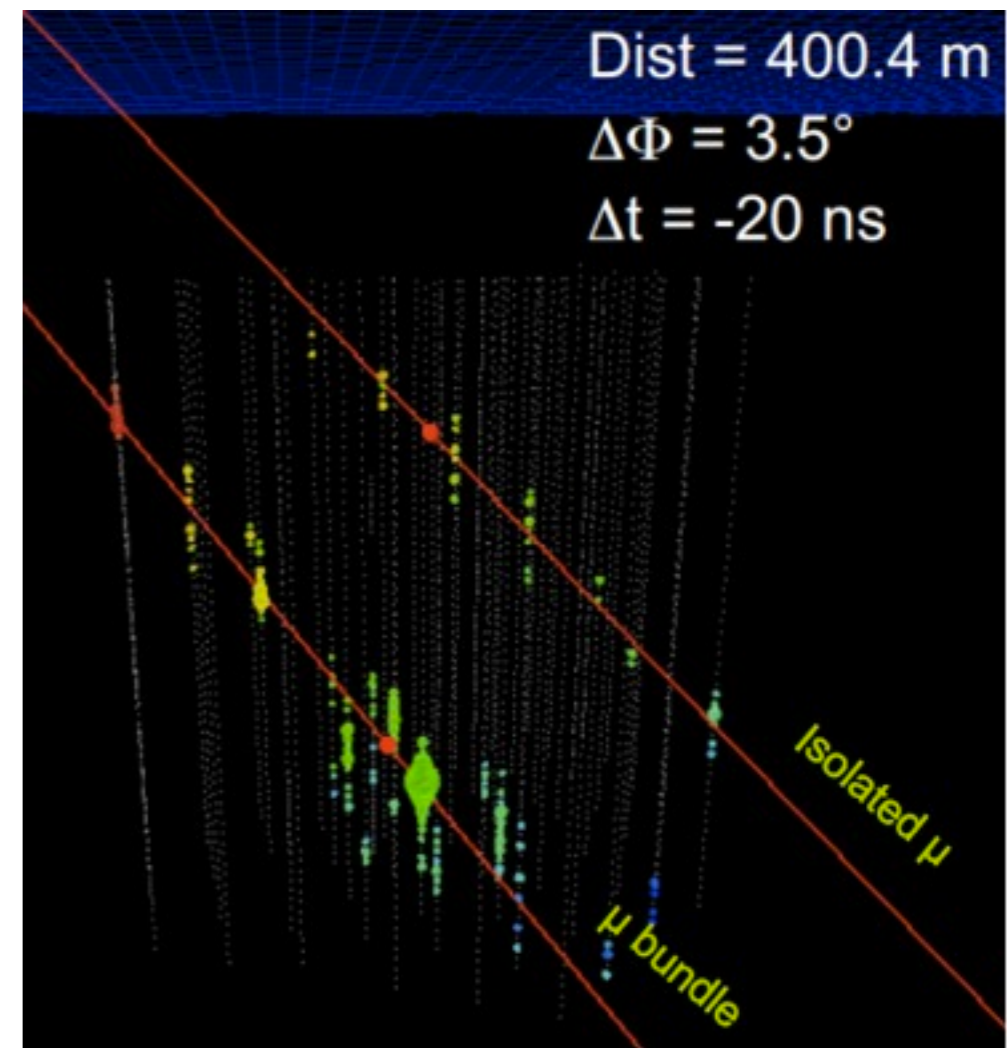 Dist = 400.4 m
ΔΦ = 3.5°
Δt = -20 ns
Isolated μ
μ bundle